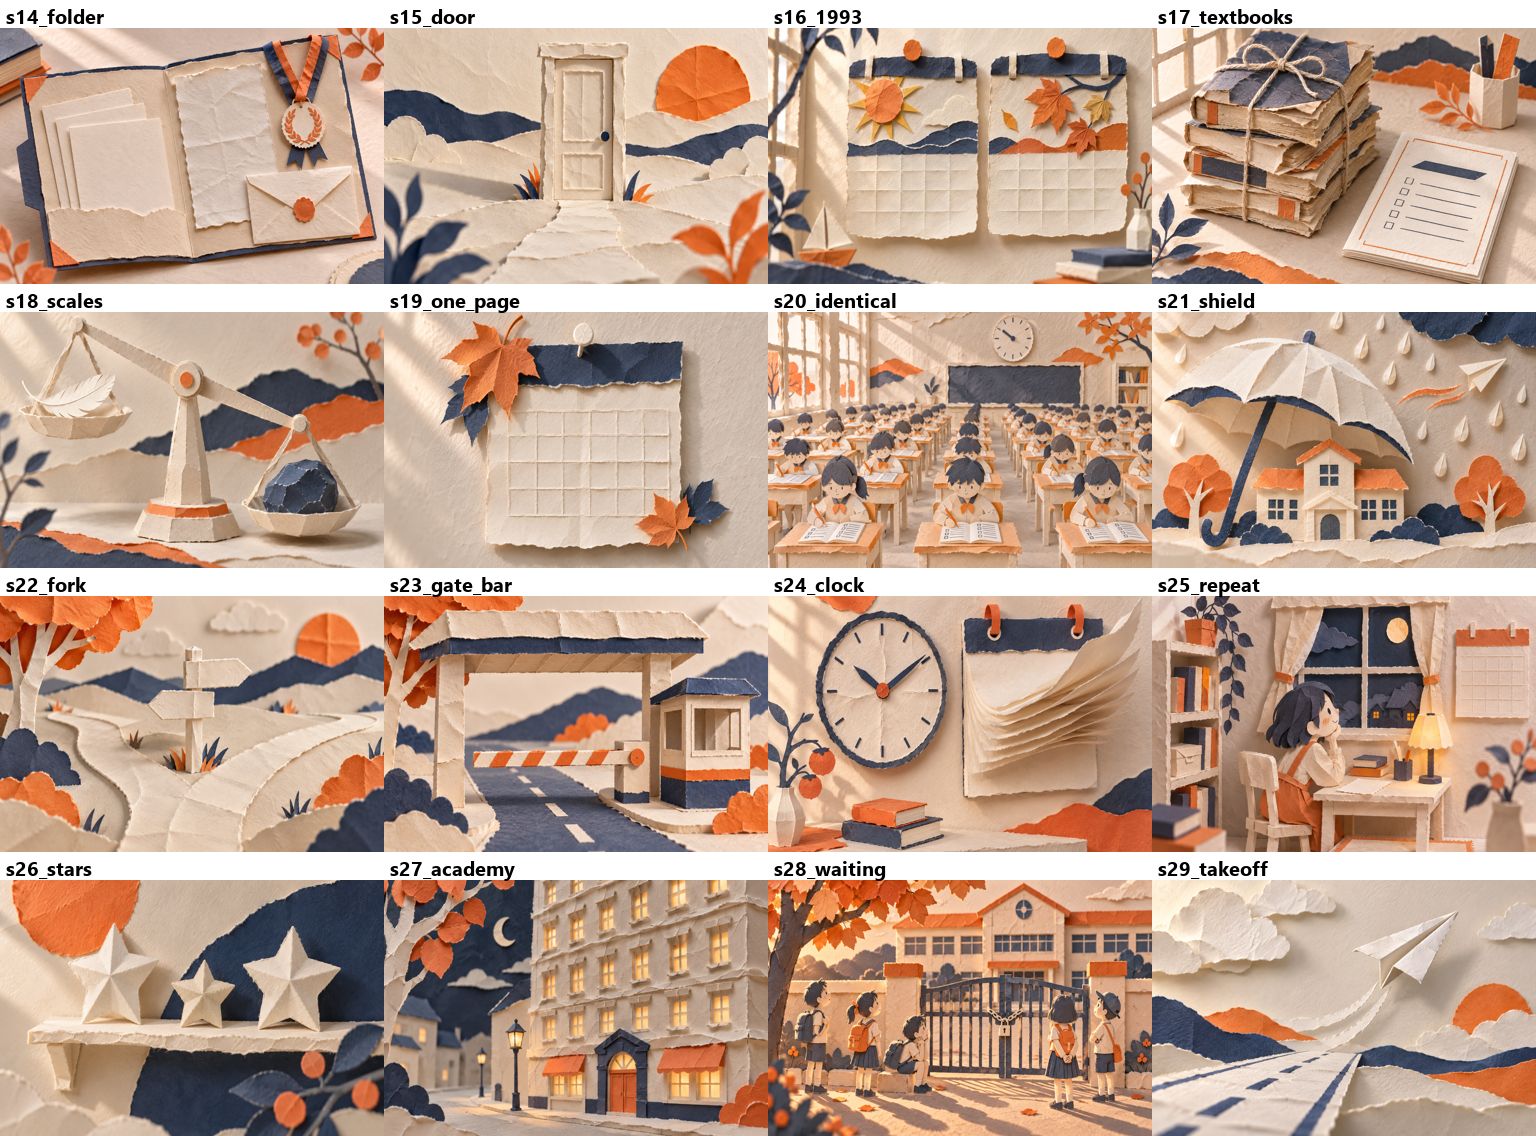 s14_folder
s15_door
s16_1993
s17_textbooks
s18_scales
s19_one_page
s20_identical
s21_shield
s22_fork
s23_gate_bar
s24_clock
s25_repeat
s26_stars
s27_academy
s28_waiting
s29_takeoff